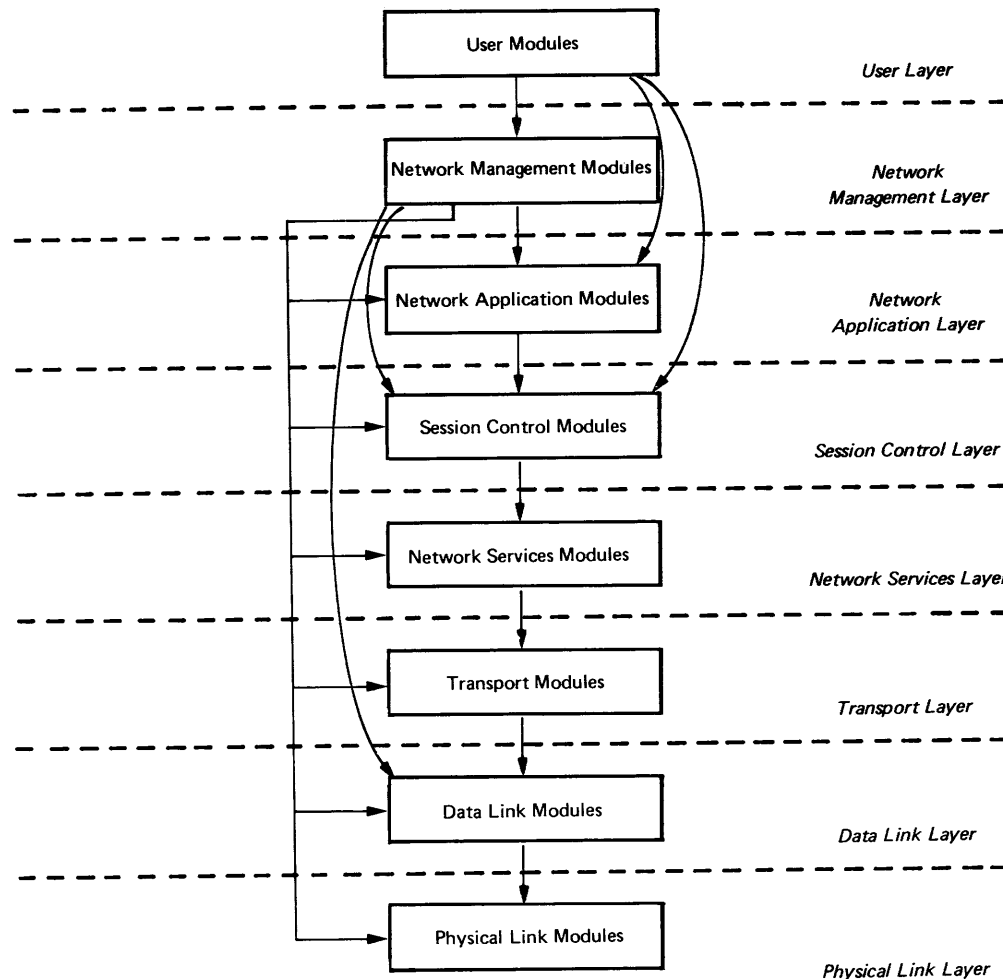 User Modules
User Layer
Network Management Modules
Network
Management Layer
Network Application Modules
Network
Application Layer
Session Control Modules
Session Control Layer
Network Services Modules
Network Services Layer
Transport Modules
Transport Layer
Data Link Modules
Data Link Layer
Physical Link Modules
Physical Link Layer